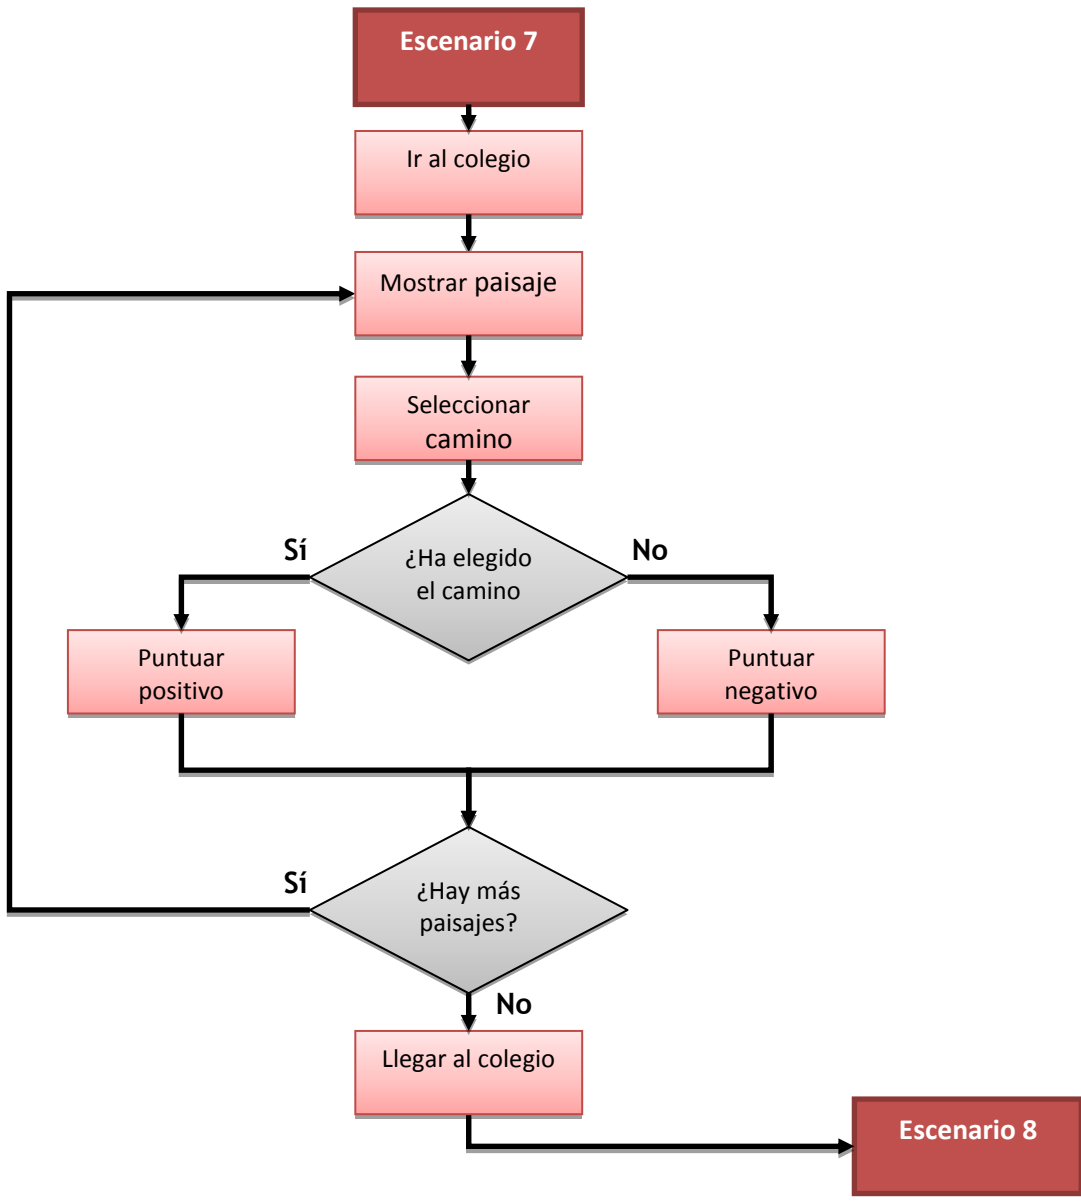 Escenario 7
Ir al colegio
Mostrar paisaje
Seleccionar
camino
Sí
¿Ha elegido
el camino
No
Puntuar
positivo
Puntuar
negativo
Sí
¿Hay más
paisajes?
No
Llegar al colegio
Escenario 8